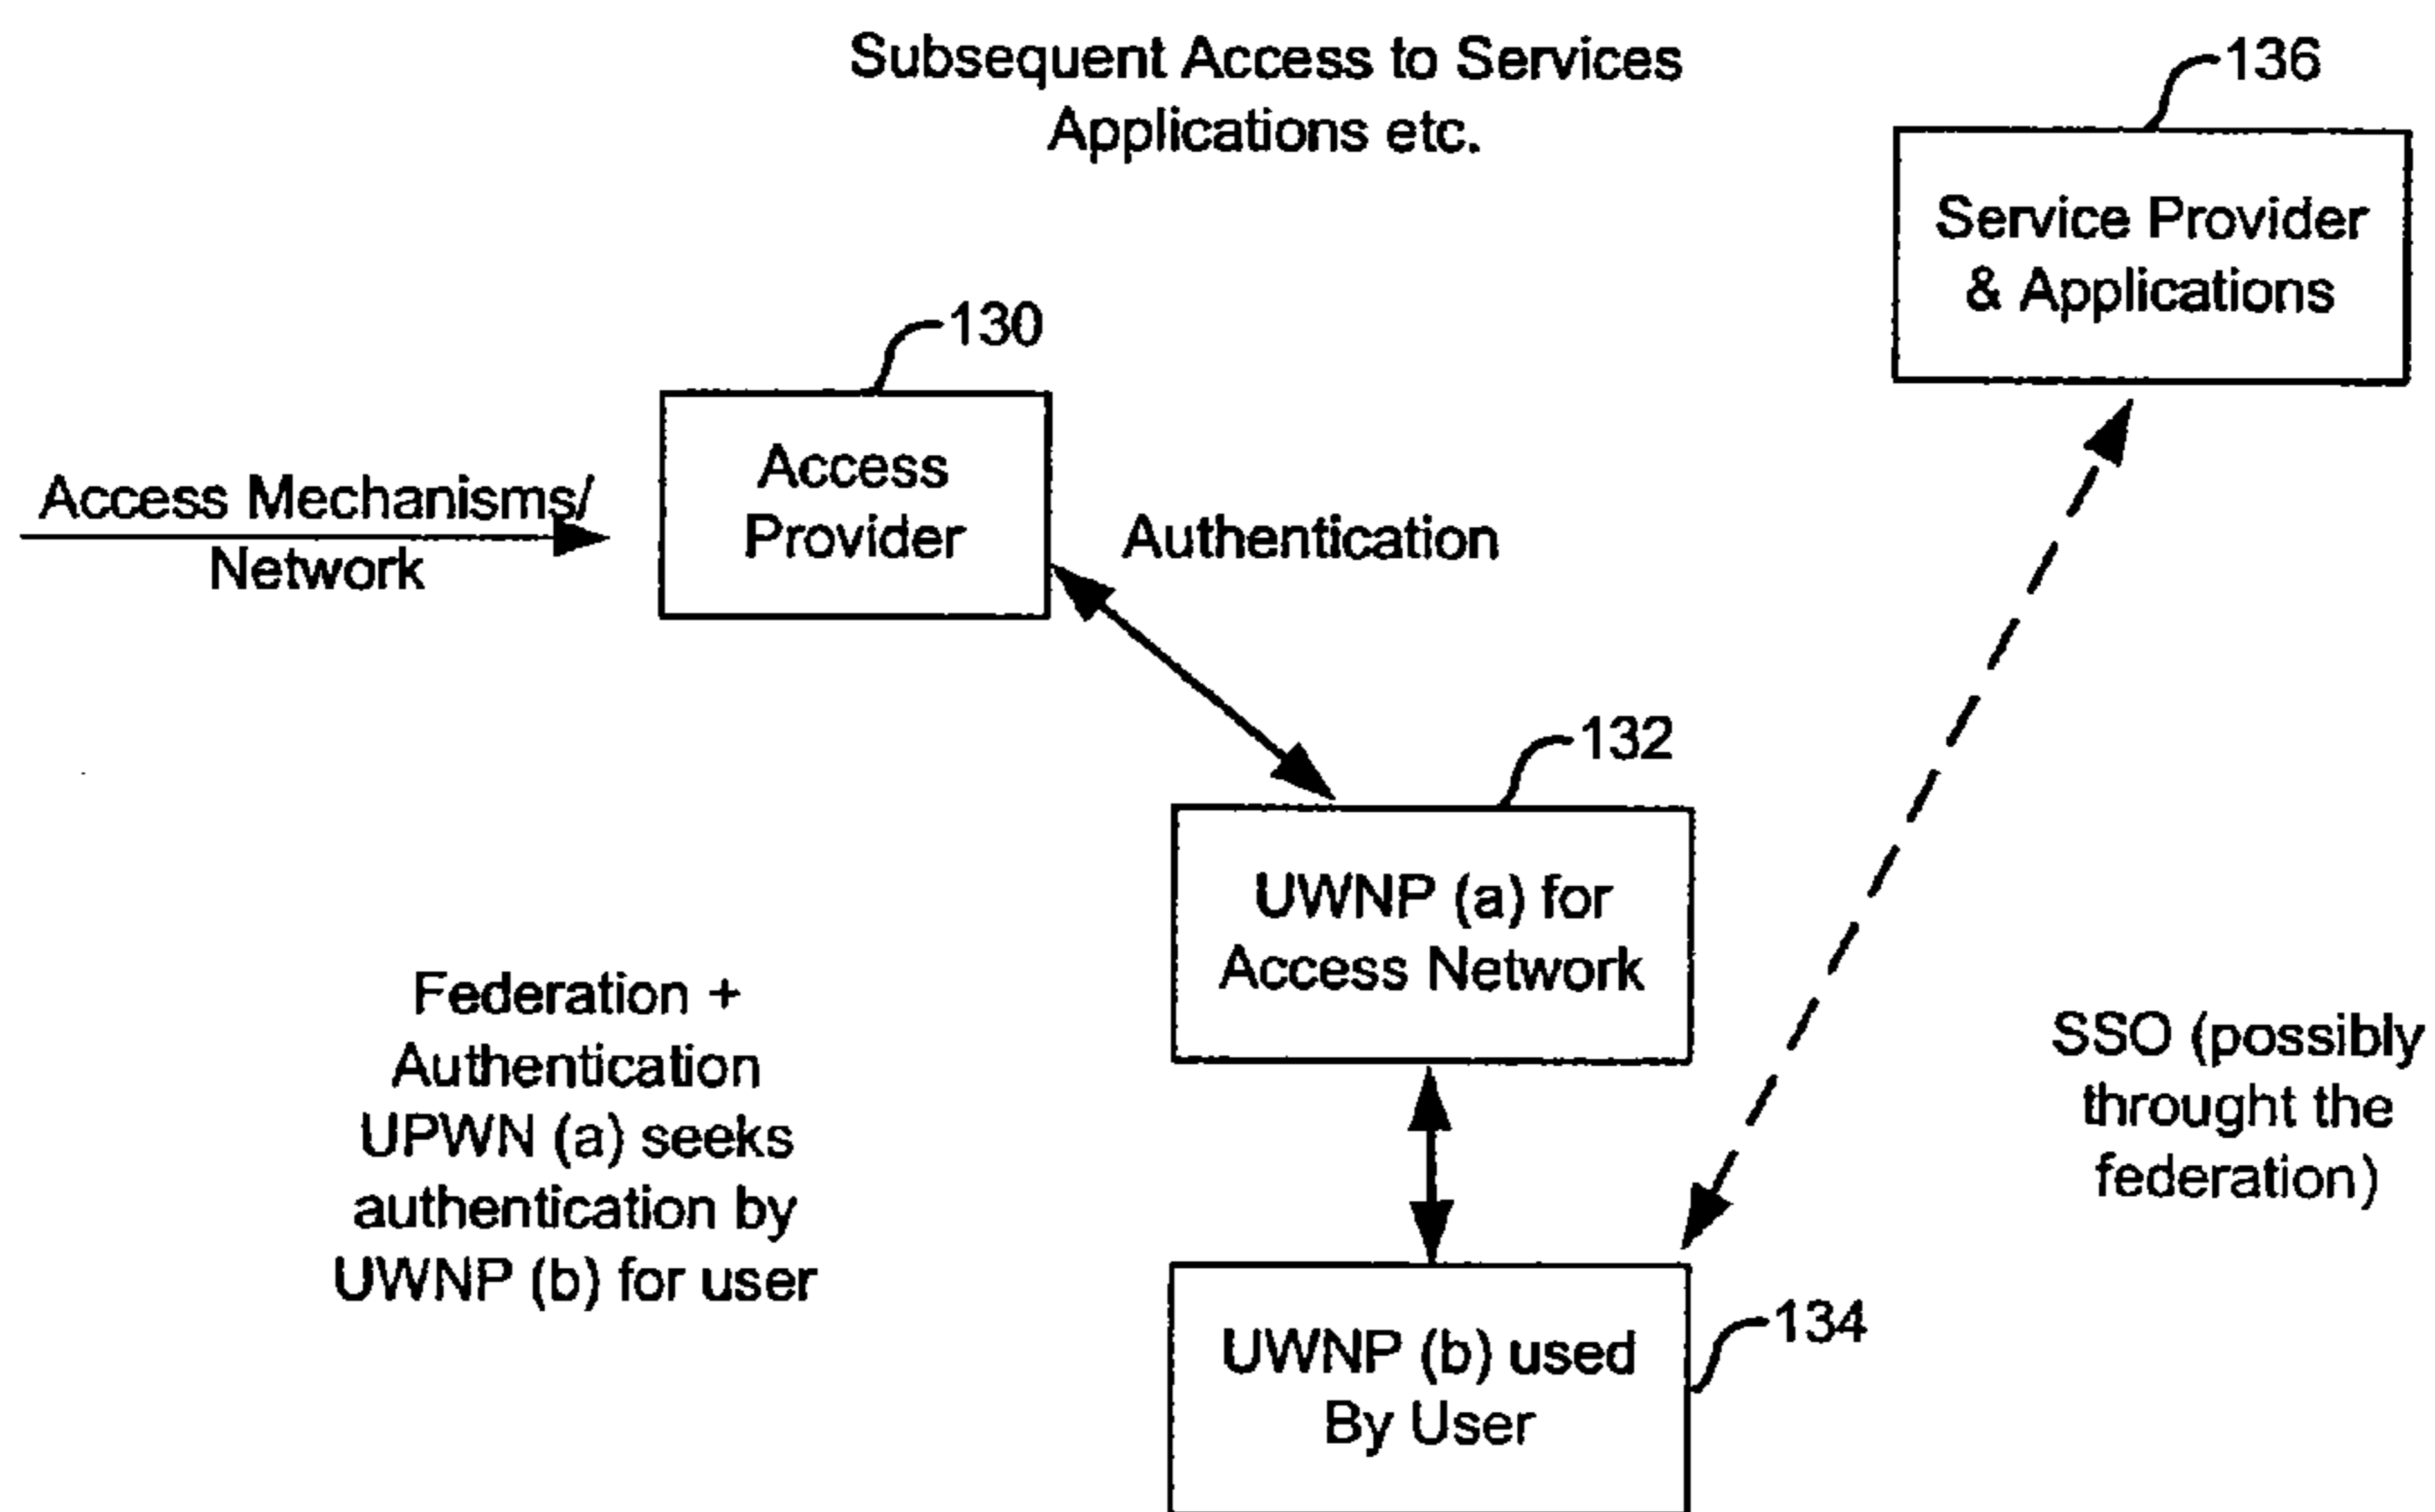 Subsequent Access to Services
Applications etc.
136
Service Provider
& Applications
130
Access
Provider
Access Mechanisms/
Network
Authentication
132
UWNP (a) for
Access Network
Federation +
Authentication
UPWN (a) seeks
authentication by
UWNP (b) for user
SSO (possibly
throught the
federation)
134
UWNP (b) used
By User